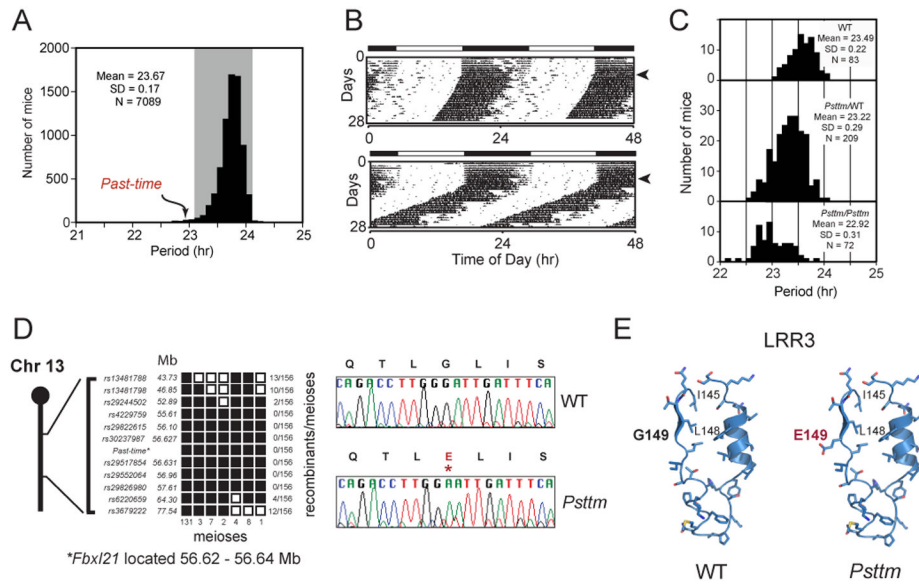 A
Mean = 23.67
SD = 0.17
N = 7089
Past-time
Number of mice
0
500
1000
1500
2000
21
22
23
24
25
Period (hr)
B
0
Days
28
0
24
48
0
Days
28
0
24
48
Time of Day (hr)
C
WT
Mean = 23.49
SD = 0.22
N = 83
10
0
Psttm/WT
Mean = 23.22
SD = 0.29
N = 209
30
20
10
0
Psttm/Psttm
Mean = 22.92
SD = 0.31
N = 72
10
0
Number of mice
22
23
24
25
Period (hr)
D
Chr 13
Mb
rs13481788 43.73 13/156
rs13481798 46.85 10/156
rs29244502 52.89 2/156
rs4229759 55.61 0/156
rs29822615 56.10 0/156
rs30237987 56.627 0/156
Past-time* 0/156
rs29517854 56.631 0/156
rs29552064 56.96 0/156
rs29826980 57.61 0/156
rs6220659 64.30 4/156
rs3679222 77.54 12/156
131 3 7 2 4 8 1
meioses
recombinants/meioses
*Fbxl21 located 56.62 - 56.64 Mb
Q T L G L I S
CAGACCTTGGGATTGATTTCA
WT
Q T L E L I S
*
CAGACCTTGGAATTGATTTCA
Psttm
E
LRR3
I145
L148
G149
WT
I145
L148
E149
Psttm